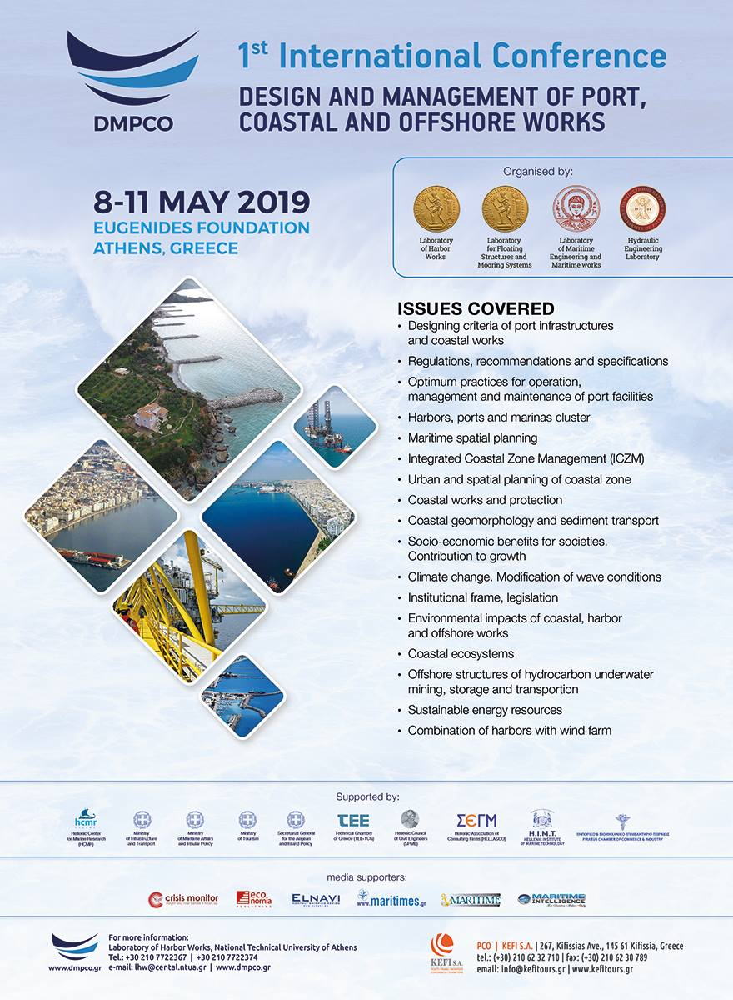 1st International Conference
DESIGN AND MANAGEMENT OF PORT,
COASTAL AND OFFSHORE WORKS
DMPCO
8-11 MAY 2019
EUGENIDES FOUNDATION
ATHENS, GREECE
Organised by:
Laboratory
of Harbor
Works
Laboratory
for Floating
Structures and
Mooring Systems
Laboratory
of Maritime
Engineering and
Maritime works
Hydraulic
Engineering
Laboratory
ISSUES COVERED
• Designing criteria of port infrastructures
and coastal works
• Regulations, recommendations and specifications
• Optimum practices for operation,
management and maintenance of port facilities
• Harbors, ports and marinas cluster
• Maritime spatial planning
• Integrated Coastal Zone Management (ICZM)
• Urban and spatial planning of coastal zone
• Coastal works and protection
• Coastal geomorphology and sediment transport
• Socio-economic benefits for societies.
Contribution to growth
• Climate change. Modification of wave conditions
• Institutional frame, legislation
• Environmental impacts of coastal, harbor
and offshore works
• Coastal ecosystems
• Offshore structures of hydrocarbon underwater
mining, storage and transportion
• Sustainable energy resources
• Combination of harbors with wind farm
Supported by:
hcmr
Hellenic Center
for Marine Research
(HCMR)
Ministry
of Infrastructure
and Transport
Ministry
of Maritime Affairs
and Insular Policy
Ministry
of Tourism
Secretariat General
for the Aegean
and Island Policy
TEE
Technical Chamber
of Greece (TEE-TCG)
Hellenic Council
of Civil Engineers
(SPME)
ΣΕΓΜ
Hellenic Association of
Consulting Firms (HELLASCO)
H.I.M.T.
HELLENIC INSTITUTE
OF MARINE TECHNOLOGY
ΕΜΠΟΡΙΚΟ & ΒΙΟΜΗΧΑΝΙΚΟ ΕΠΙΜΕΛΗΤΗΡΙΟ ΠΕΙΡΑΙΩΣ
PIRAEUS CHAMBER OF COMMERCE & INDUSTRY
media supporters:
crisis monitor
economia
PUBLISHING
ELNAVI
MONTHLY SHIPPING REVIEW
www.maritimes.gr
MARITIME
MARITIME
INTELLIGENCE
www.dmpco.gr
For more information:
Laboratory of Harbor Works, National Technical University of Athens
Tel.: +30 210 7722367 | +30 210 7722374
e-mail: lhw@cental.ntua.gr | www.dmpco.gr
KEFI S.A.
PCO | KEFI S.A. | 267, Kifissias Ave., 145 61 Kifissia, Greece
tel.: (+30) 210 62 32 710 | fax: (+30) 210 62 30 789
email: info@kefitours.gr | www.kefitours.gr